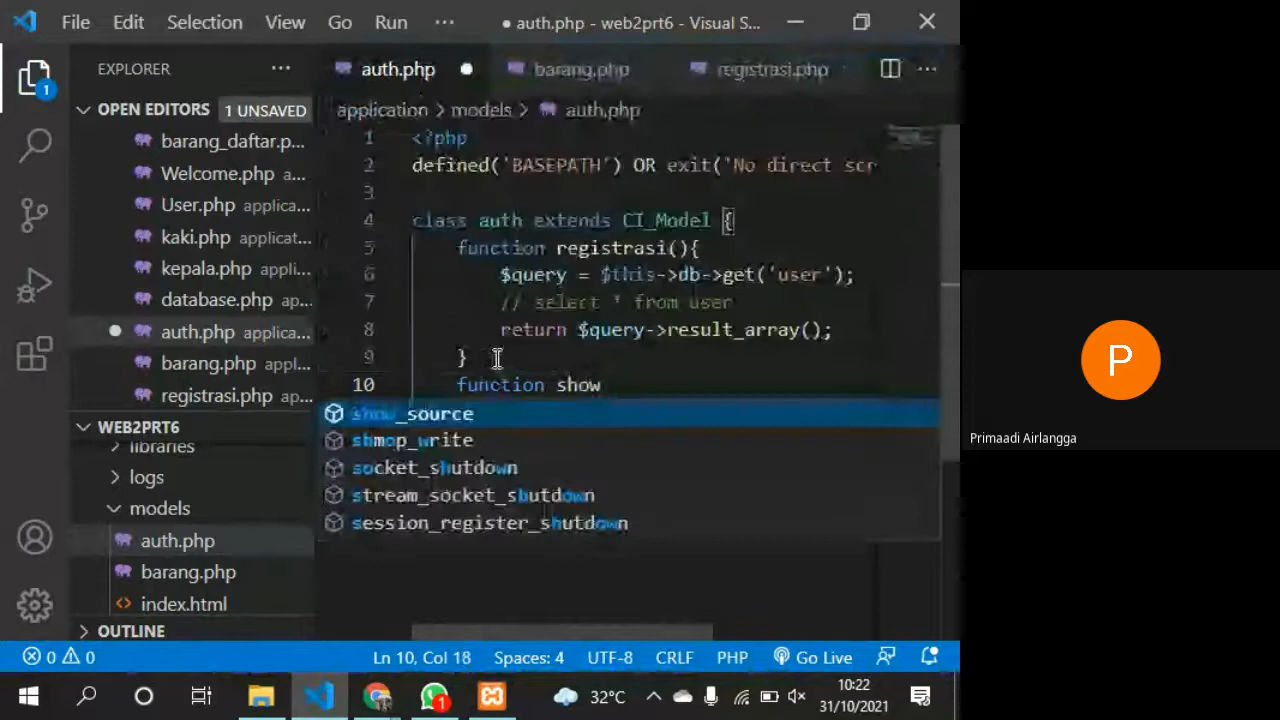 File Edit Selection View Go Run ··· ● auth.php - web2prt6 - Visual S...
EXPLORER ···
auth.php ● barang.php registrasi.php ···
OPEN EDITORS 1 UNSAVED
application > models > auth.php
barang_daftar.p...
Welcome.php a...
User.php applica...
kaki.php applicat...
kepala.php appli...
database.php ap...
auth.php applica...
barang.php appl...
registrasi.php ap...
1 <?php
2 defined('BASEPATH') OR exit('No direct scr
3
4 class auth extends CI_Model {
5 function registrasi(){
6 $query = $this->db->get('user');
7 // select * from user
8 return $query->result_array();
9 }
10 function show
show_source
shmop_write
socket_shutdown
stream_socket_shutdown
session_register_shutdown
WEB2PRT6
libraries
logs
models
auth.php
barang.php
index.html
OUTLINE
1
P
Primaadi Airlangga
0 0 Ln 10, Col 18 Spaces: 4 UTF-8 CRLF PHP Go Live
1 32°C 10:22
31/10/2021